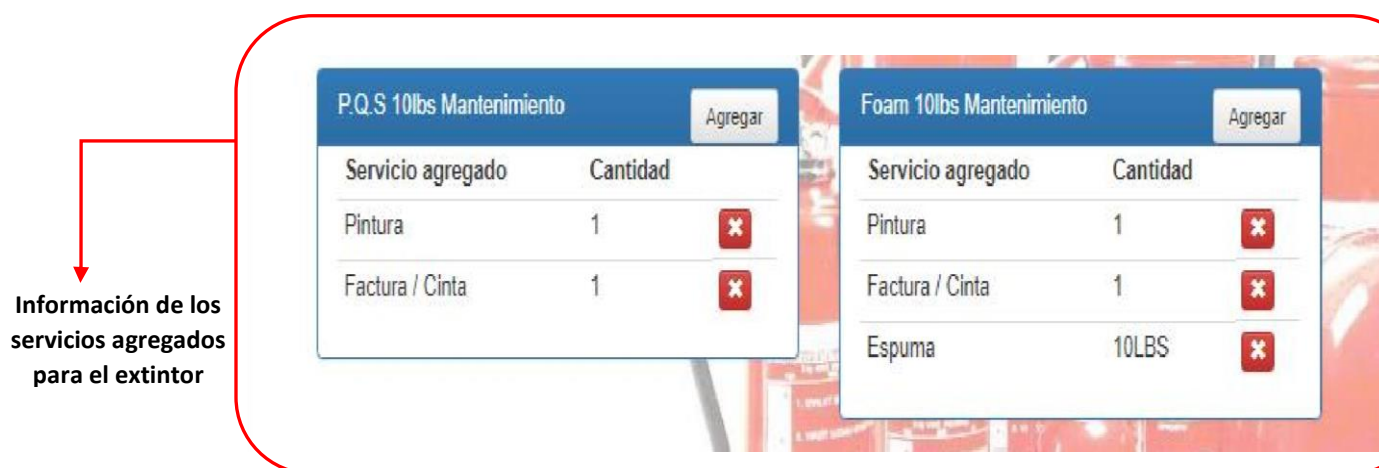 P.Q.S 10lbs Mantenimiento Agregar
Servicio agregado Cantidad
Pintura 1
Factura / Cinta 1
Foam 10lbs Mantenimiento Agregar
Servicio agregado Cantidad
Pintura 1
Factura / Cinta 1
Espuma 10LBS
Información de los
servicios agregados
para el extintor